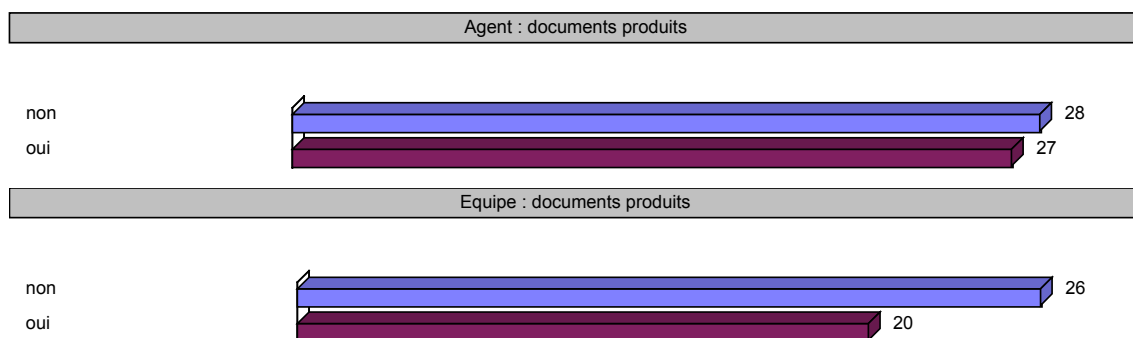 Agent : documents produits
non 28
oui 27
Equipe : documents produits
non 26
oui 20